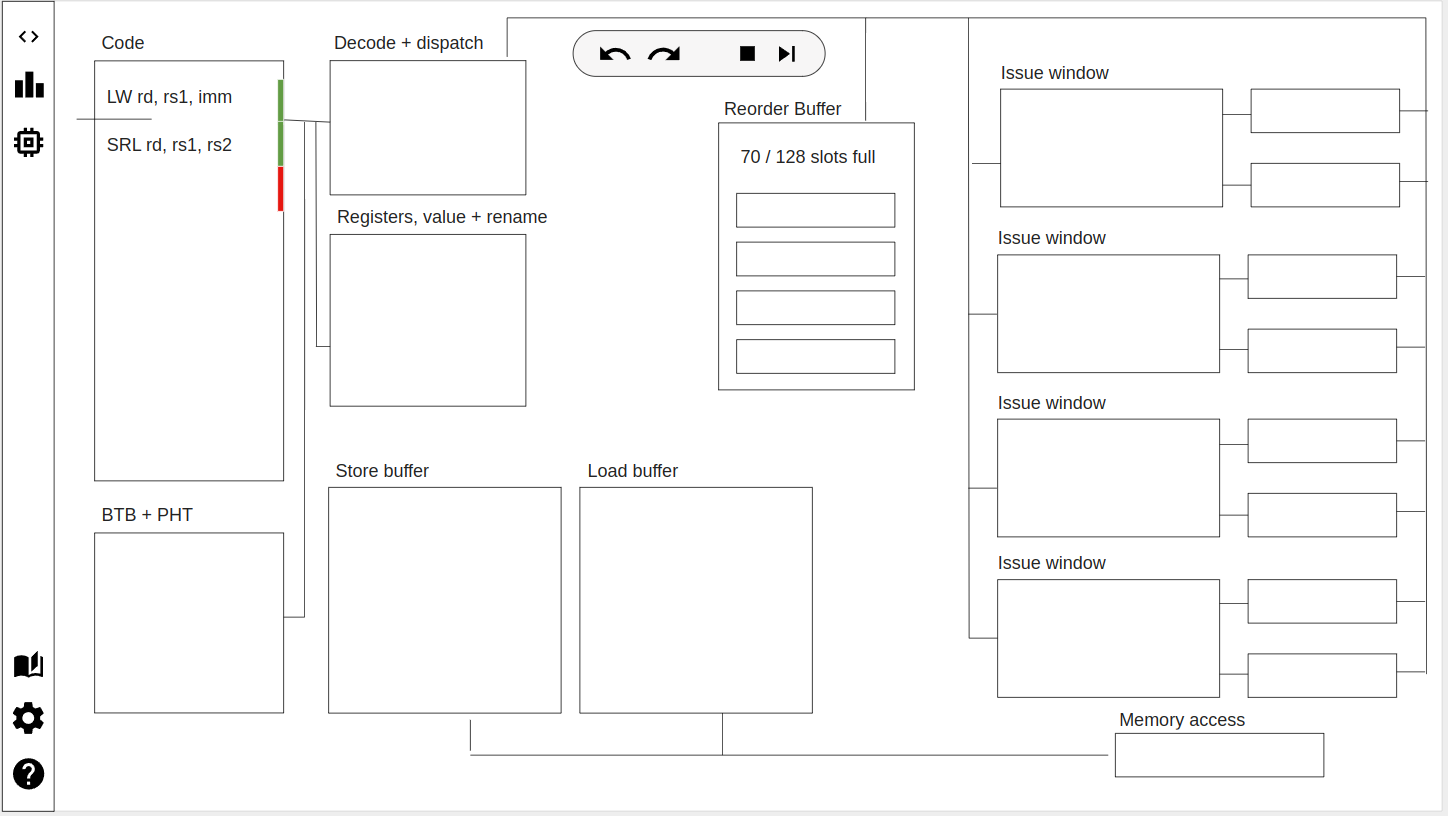 Code
LW rd, rs1, imm
SRL rd, rs1, rs2
Decode + dispatch
Registers, value + rename
Reorder Buffer
70 / 128 slots full
Issue window
Issue window
Issue window
Issue window
Store buffer
Load buffer
BTB + PHT
Memory access